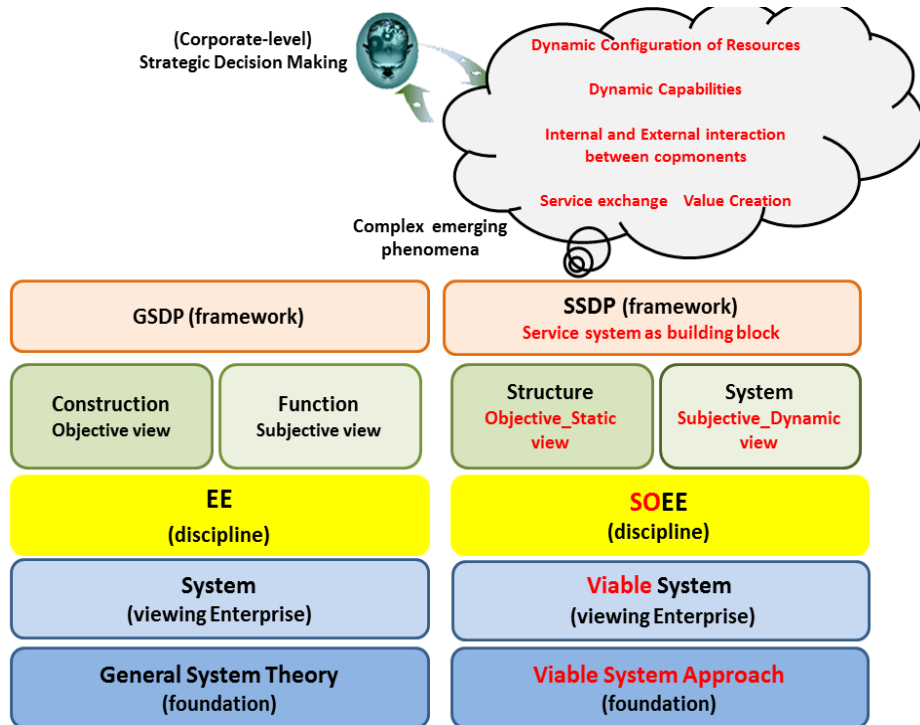 (Corporate-level)
Strategic Decision Making
Dynamic Configuration of Resources
Dynamic Capabilities
Internal and External interaction
between copmonents
Service exchange Value Creation
Complex emerging
phenomena
GSDP (framework)
SSDP (framework)
Service system as building block
Construction
Objective view
Function
Subjective view
Structure
Objective_Static
view
System
Subjective_Dynamic
view
EE
(discipline)
SOEE
(discipline)
System
(viewing Enterprise)
Viable System
(viewing Enterprise)
General System Theory
(foundation)
Viable System Approach
(foundation)